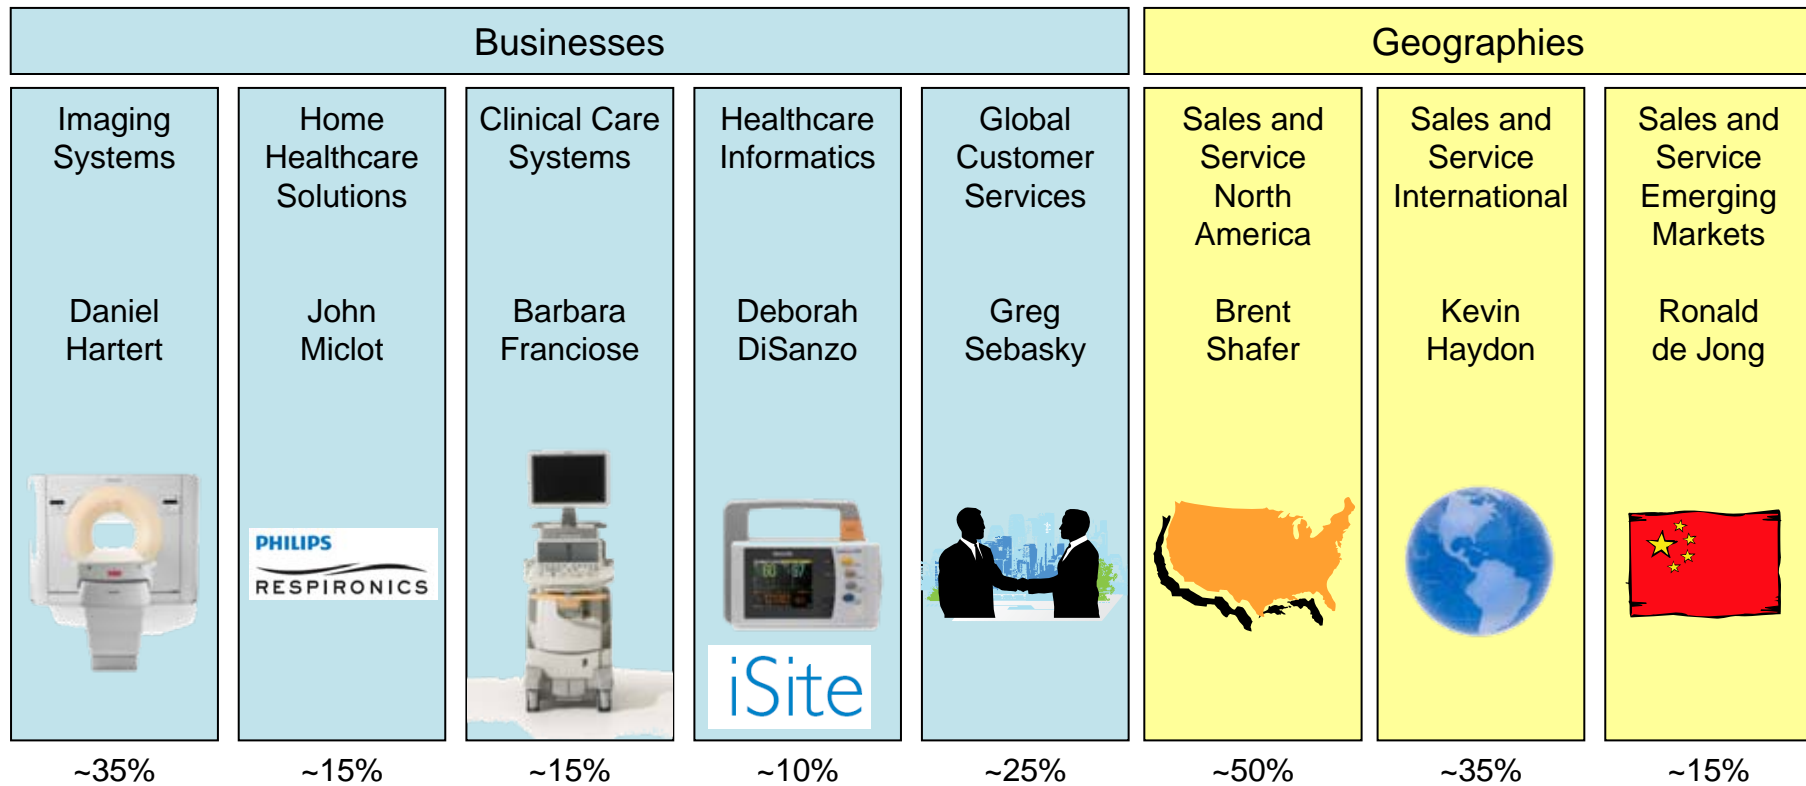 Businesses
Geographies
Imaging
Systems
Daniel
Hartert
~35%
Home
Healthcare
Solutions
John
Miclot
PHILIPS
RESPIRONICS
~15%
Clinical Care
Systems
Barbara
Franciose
~15%
Healthcare
Informatics
Deborah
DiSanzo
iSite
~10%
Global
Customer
Services
Greg
Sebasky
~25%
Sales and
Service
North
America
Brent
Shafer
~50%
Sales and
Service
International
Kevin
Haydon
~35%
Sales and
Service
Emerging
Markets
Ronald
de Jong
~15%